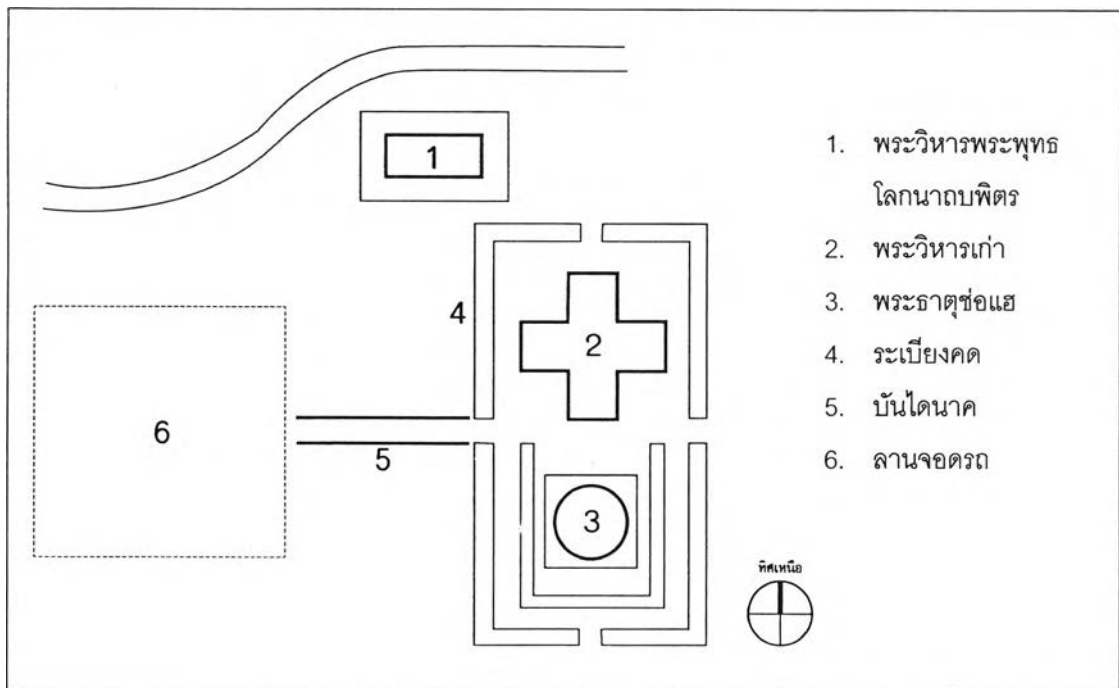 1
4
2
6
5
3
1. พระวิหารพระพุทธ
โลกนาถบพิตร
2. พระวิหารเก่า
3. พระธาตุช่อแฮ
4. ระเบียงคด
5. บันไดนาค
6. ลานจอดรถ
ทิศเหนือ